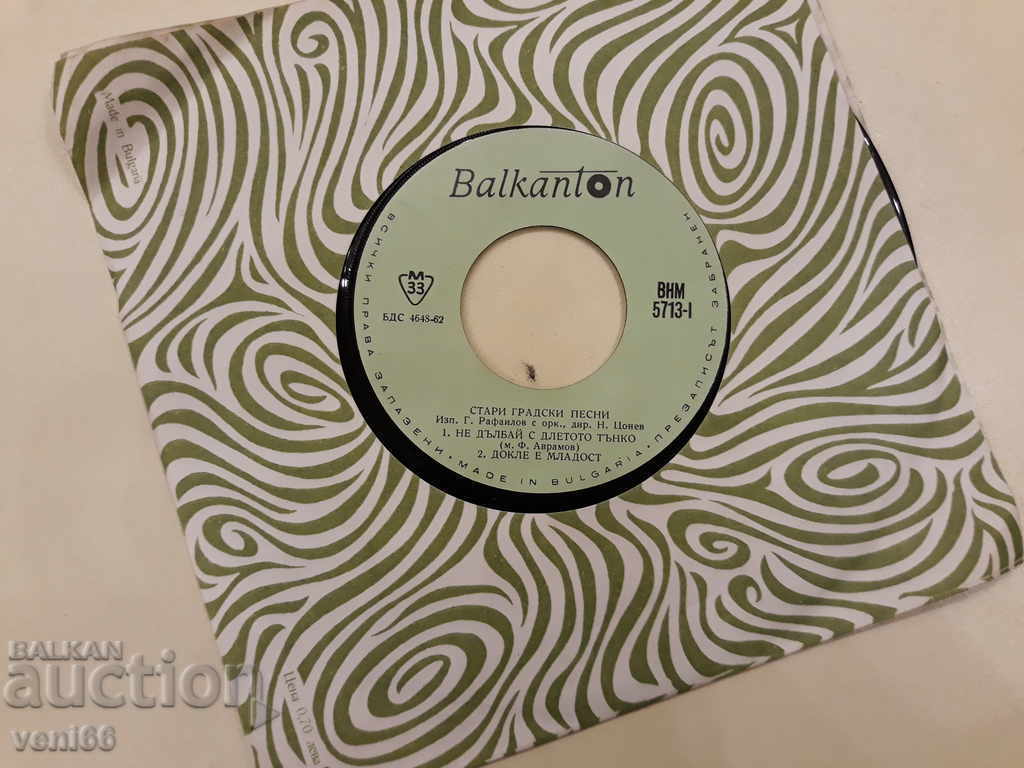 Made in Bulgaria
Balkanton
ВСИЧКИ ПРАВА ЗАПАЗЕНИ • MADE IN BULGARIA • ПРЕЗАПИСЪТ ЗАБРАНЕН
М
33
БДС 4648-62
ВНМ
5713-I
СТАРИ ГРАДСКИ ПЕСНИ
Изп. Г. Рафаилов с орк., дир. Н. Цонев
1. НЕ ДЪЛБАЙ С ДЛЕТОТО ТЪНКО
(м. Ф. Аврамов)
2. ДОКЛЕ Е МЛАДОСТ
Цена 0,70 лева
БАЛКАН
auction
veni66